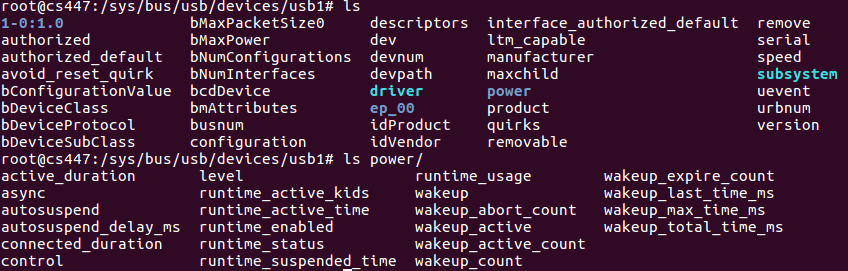 root@cs447:/sys/bus/usb/devices/usb1# ls
1-0:1.0 bMaxPacketSize0 descriptors interface_authorized_default remove
authorized bMaxPower dev ltm_capable serial
authorized_default bNumConfigurations devnum manufacturer speed
avoid_reset_quirk bNumInterfaces devpath maxchild subsystem
bConfigurationValue bcdDevice driver power uevent
bDeviceClass bmAttributes ep_00 product urbnum
bDeviceProtocol busnum idProduct quirks version
bDeviceSubClass configuration idVendor removable
root@cs447:/sys/bus/usb/devices/usb1# ls power/
active_duration level runtime_usage wakeup_expire_count
async runtime_active_kids wakeup wakeup_last_time_ms
autosuspend runtime_active_time wakeup_abort_count wakeup_max_time_ms
autosuspend_delay_ms runtime_enabled wakeup_active wakeup_total_time_ms
connected_duration runtime_status wakeup_active_count
control runtime_suspended_time wakeup_count